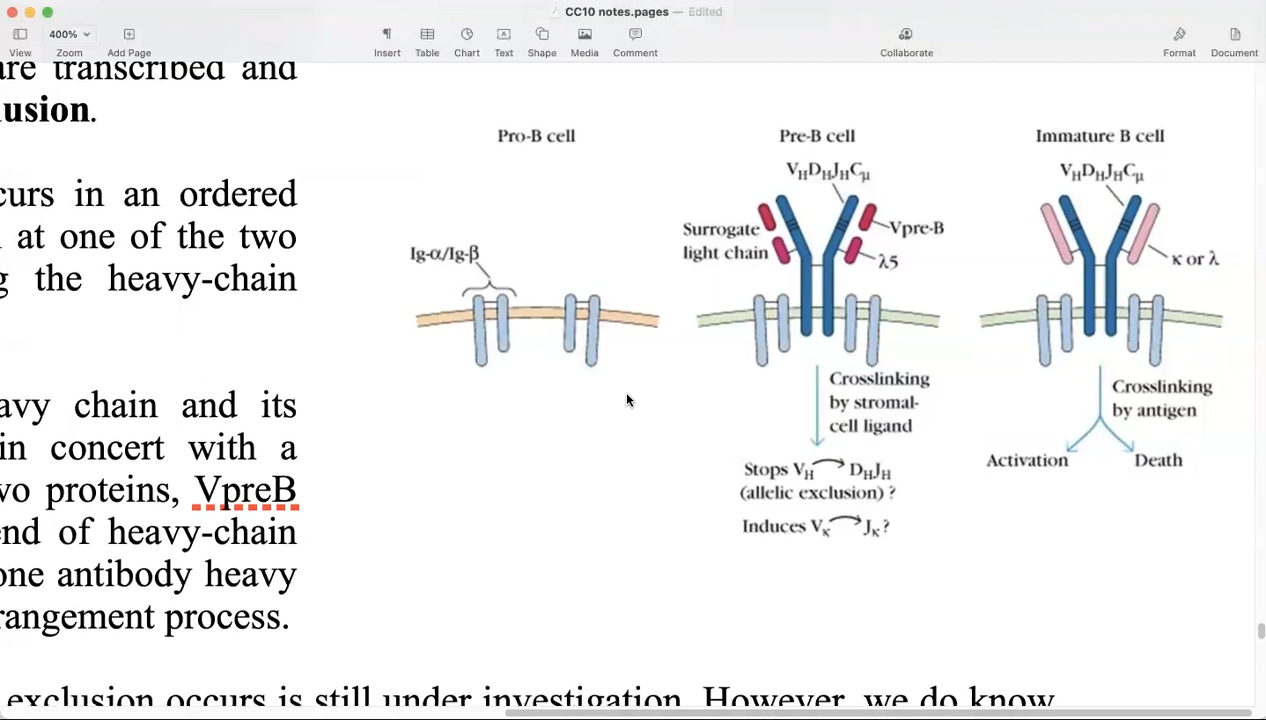 CC10 notes.pages — Edited
400%
View
Zoom
Add Page
Insert
Table
Chart
Text
Shape
Media
Comment
Collaborate
Format
Document
are transcribed and
lusion.
curs in an ordered
at one of the two
g the heavy-chain
avy chain and its
in concert with a
vo proteins, VpreB
end of heavy-chain
one antibody heavy
rangement process.
exclusion occurs is still under investigation. However, we do know
Pro-B cell
Ig-α/Ig-β
Pre-B cell
VHDHJHCμ
Surrogate
light chain
Vpre-B
λ5
Crosslinking
by stromal-
cell ligand
Stops VH DHJH
(allelic exclusion) ?
Induces Vκ Jκ?
Immature B cell
VHDHJHCμ
κ or λ
Crosslinking
by antigen
Activation
Death